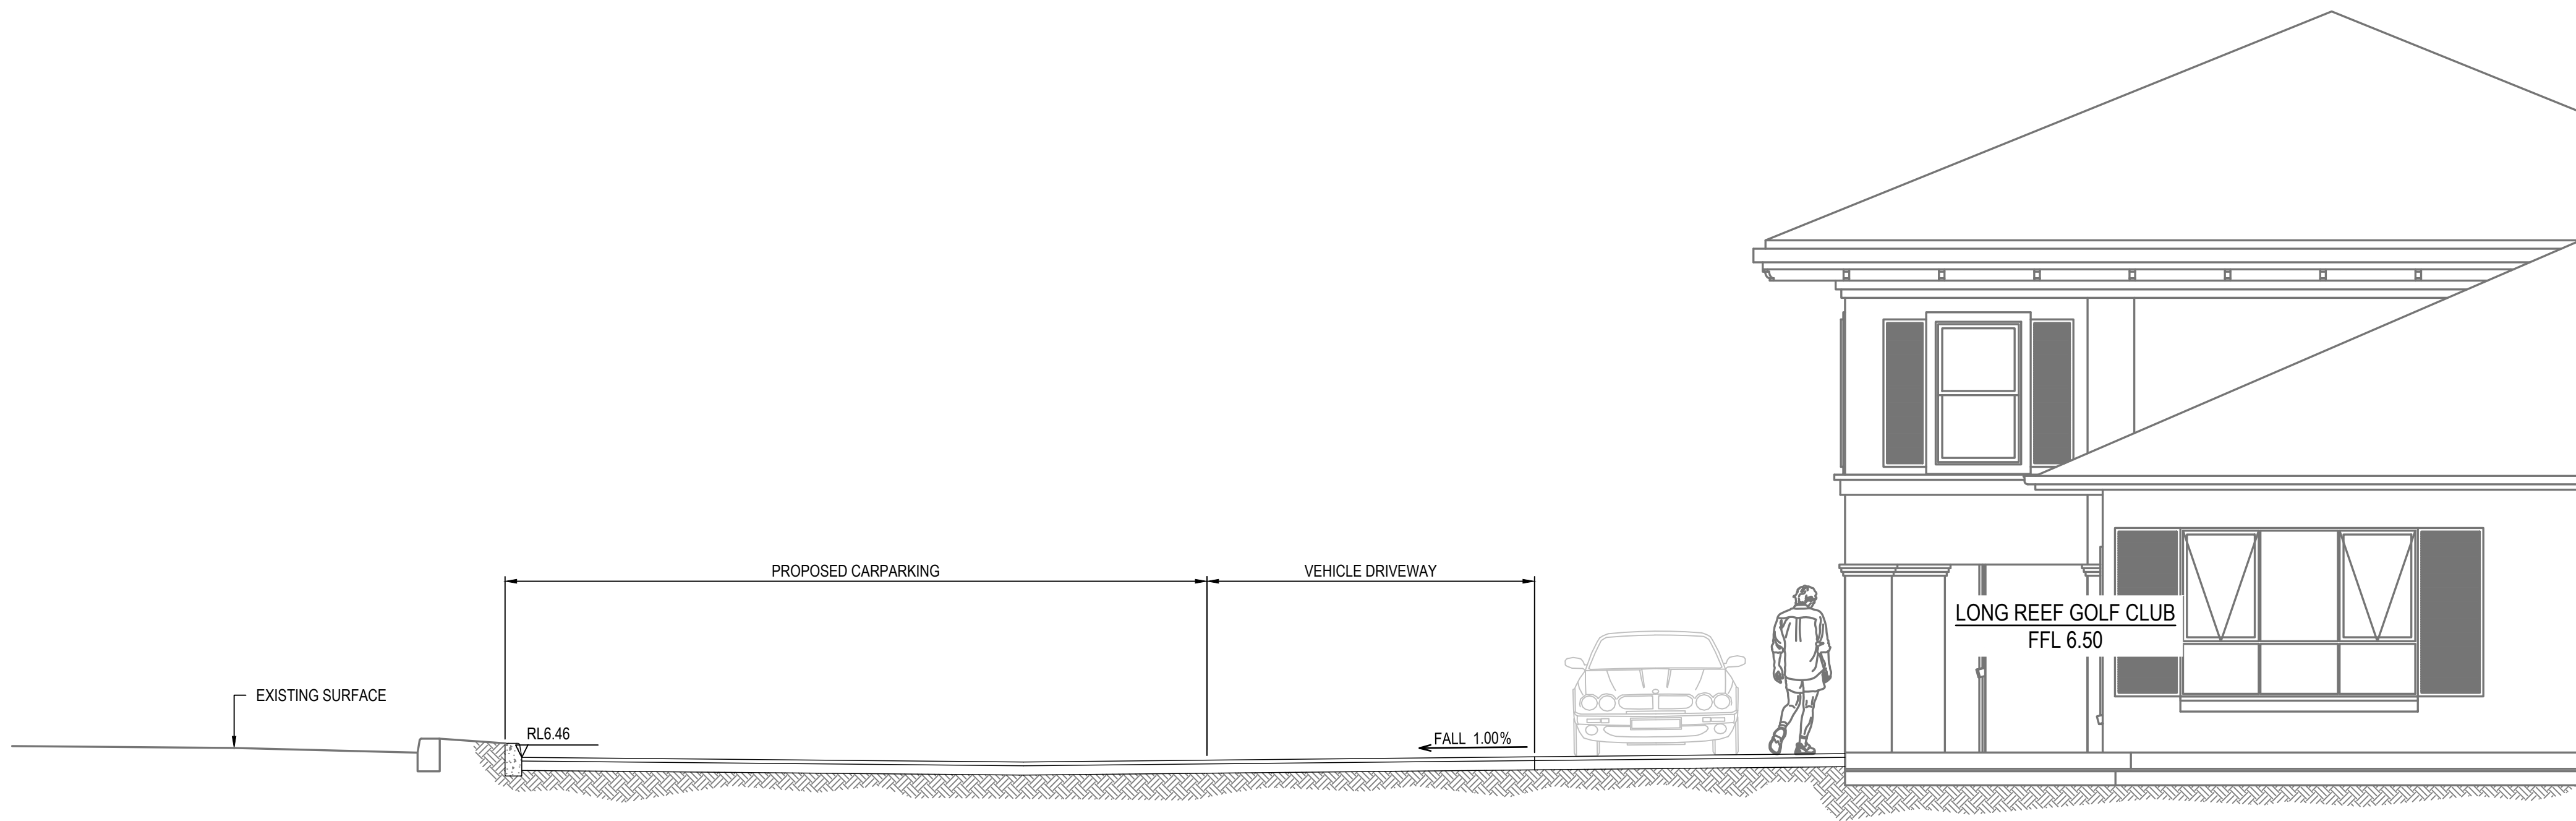 PROPOSED CARPARKING
VEHICLE DRIVEWAY
LONG REEF GOLF CLUB
FFL 6.50
EXISTING SURFACE
RL6.46
FALL 1.00%